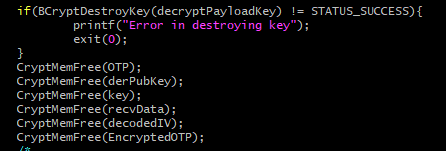 if(BCryptDestroyKey(decryptPayloadKey) != STATUS_SUCCESS){
printf("Error in destroying key");
exit(0);
}
CryptMemFree(OTP);
CryptMemFree(derPubKey);
CryptMemFree(key);
CryptMemFree(recvData);
CryptMemFree(decodedIV);
CryptMemFree(EncryptedOTP);
/*